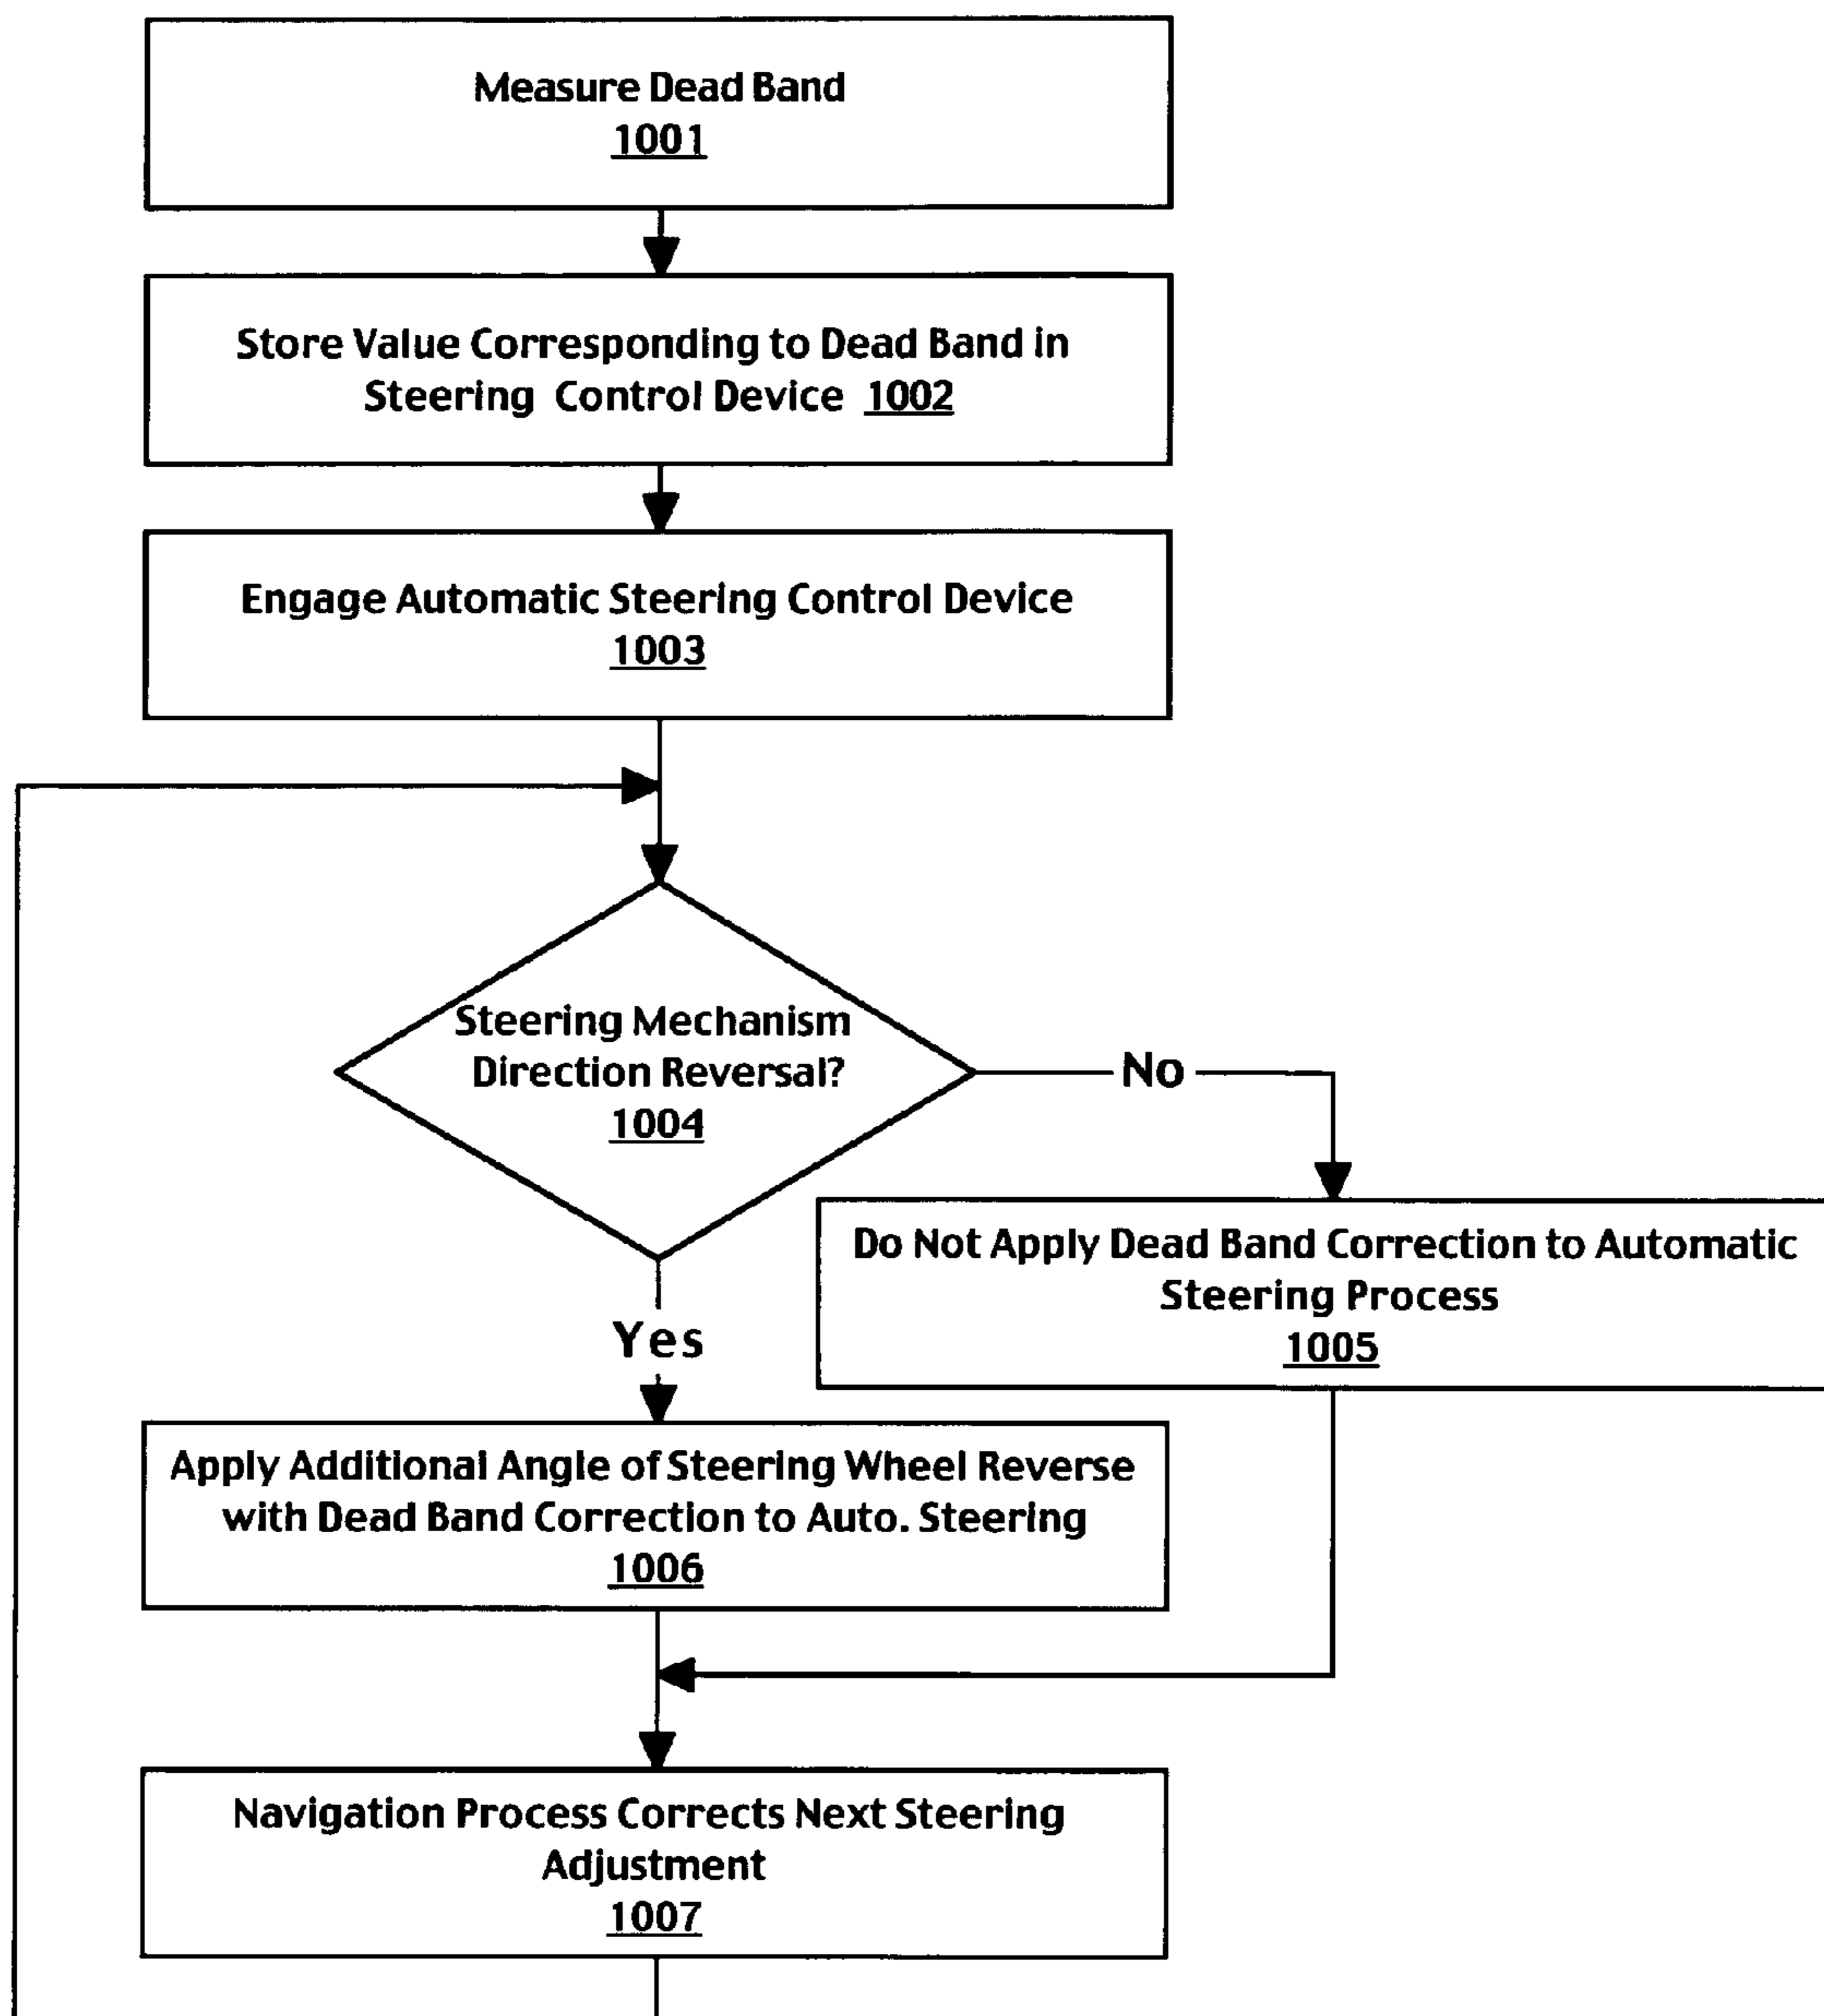 Measure Dead Band
1001
Store Value Corresponding to Dead Band in
Steering Control Device 1002
Engage Automatic Steering Control Device
1003
Steering Mechanism
Direction Reversal?
1004
No
Do Not Apply Dead Band Correction to Automatic
Steering Process
1005
Yes
Apply Additional Angle of Steering Wheel Reverse
with Dead Band Correction to Auto. Steering
1006
Navigation Process Corrects Next Steering
Adjustment
1007